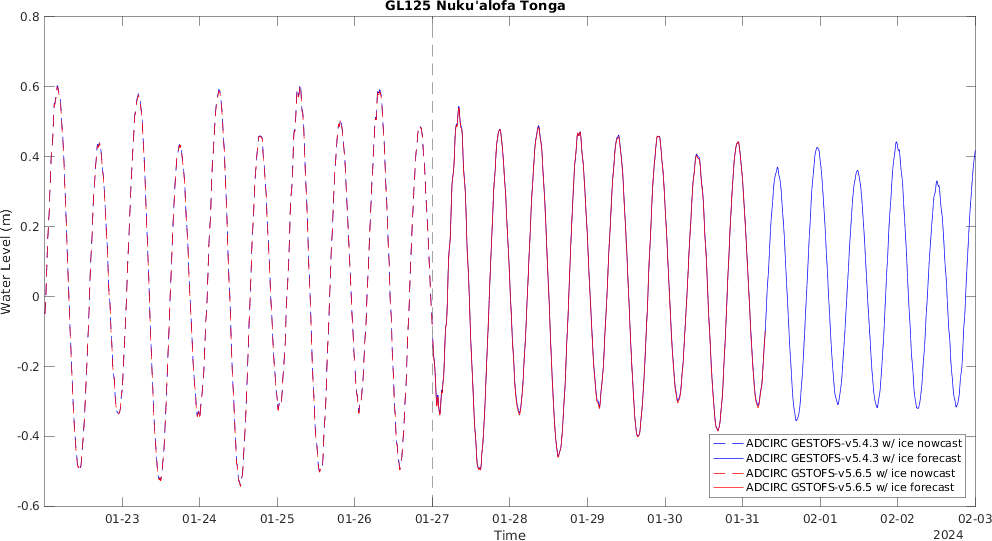 GL125 Nuku'alofa Tonga
0.8
0.6
0.4
0.2
0
-0.2
-0.4
-0.6
Water Level (m)
ADCIRC GESTOFS-v5.4.3 w/ ice nowcast
ADCIRC GESTOFS-v5.4.3 w/ ice forecast
ADCIRC GSTOFS-v5.6.5 w/ ice nowcast
ADCIRC GSTOFS-v5.6.5 w/ ice forecast
01-23 01-24 01-25 01-26 01-27 01-28 01-29 01-30 01-31 02-01 02-02 02-03
Time
2024